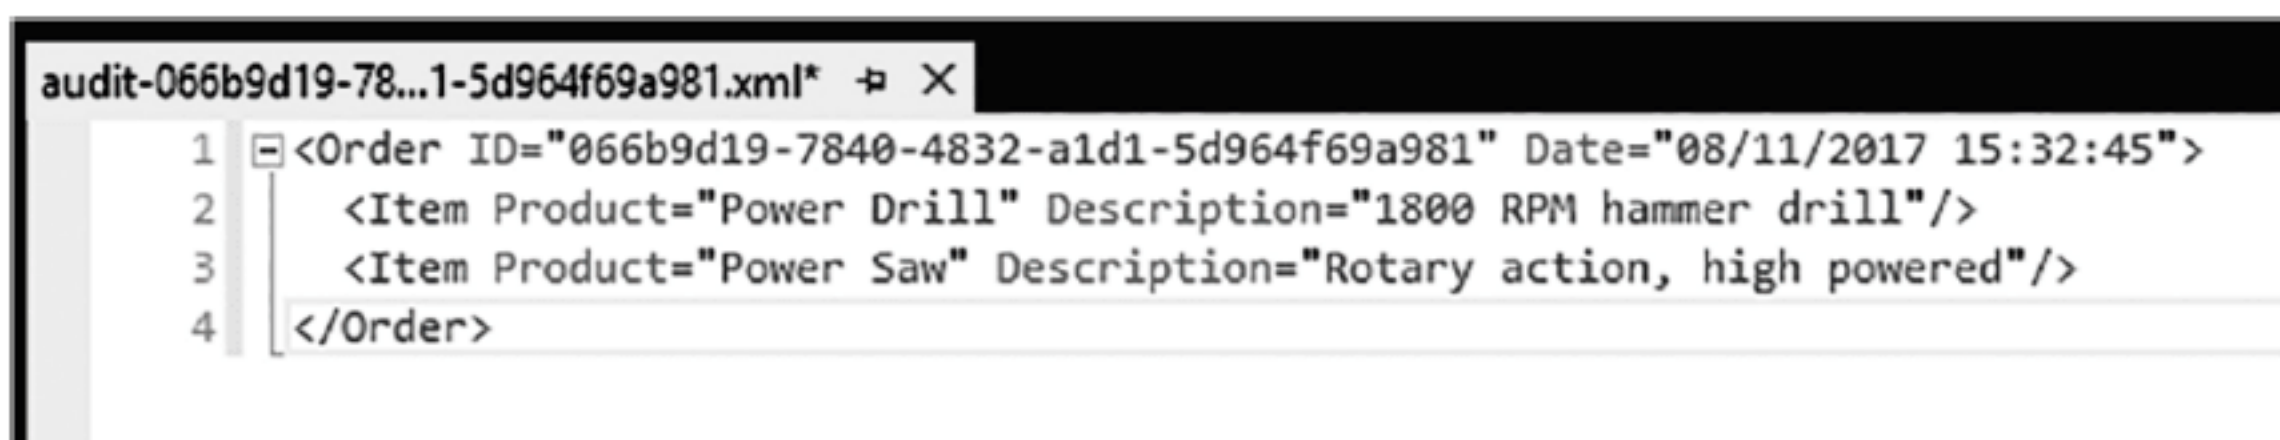 audit-066b9d19-78...1-5d964f69a981.xml*
1 <Order ID="066b9d19-7840-4832-a1d1-5d964f69a981" Date="08/11/2017 15:32:45">
2 <Item Product="Power Drill" Description="1800 RPM hammer drill"/>
3 <Item Product="Power Saw" Description="Rotary action, high powered"/>
4 </Order>